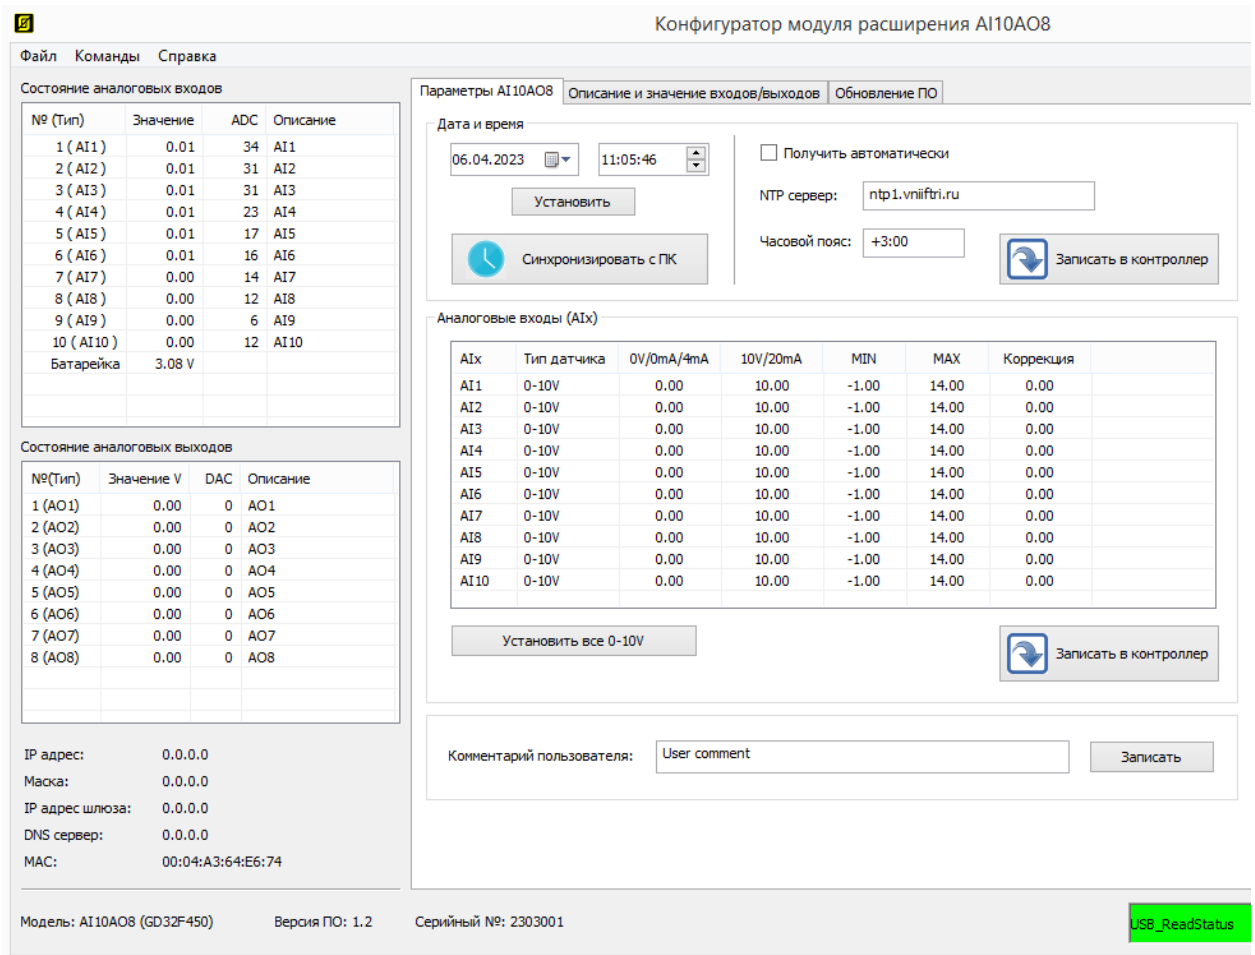 Конфигуратор модуля расширения AI10AO8
Файл Команды Справка
Состояние аналоговых входов
№ (Тип) Значение ADC Описание
1 ( AI1 ) 0.01 34 AI1
2 ( AI2 ) 0.01 31 AI2
3 ( AI3 ) 0.01 31 AI3
4 ( AI4 ) 0.01 23 AI4
5 ( AI5 ) 0.01 17 AI5
6 ( AI6 ) 0.01 16 AI6
7 ( AI7 ) 0.00 14 AI7
8 ( AI8 ) 0.00 12 AI8
9 ( AI9 ) 0.00 6 AI9
10 ( AI10 ) 0.00 12 AI10
Батарейка 3.08 V
Состояние аналоговых выходов
№(Тип) Значение V DAC Описание
1 (AO1) 0.00 0 AO1
2 (AO2) 0.00 0 AO2
3 (AO3) 0.00 0 AO3
4 (AO4) 0.00 0 AO4
5 (AO5) 0.00 0 AO5
6 (AO6) 0.00 0 AO6
7 (AO7) 0.00 0 AO7
8 (AO8) 0.00 0 AO8
IP адрес: 0.0.0.0
Маска: 0.0.0.0
IP адрес шлюза: 0.0.0.0
DNS сервер: 0.0.0.0
MAC: 00:04:A3:64:E6:74
Параметры AI10AO8 Описание и значение входов/выходов Обновление ПО
Дата и время
06.04.2023 11:05:46
Установить
Синхронизировать с ПК
Получить автоматически
NTP сервер: ntp1.vniiftri.ru
Часовой пояс: +3:00
Записать в контроллер
Аналоговые входы (AIx)
AIx Тип датчика 0V/0mA/4mA 10V/20mA MIN MAX Коррекция
AI1 0-10V 0.00 10.00 -1.00 14.00 0.00
AI2 0-10V 0.00 10.00 -1.00 14.00 0.00
AI3 0-10V 0.00 10.00 -1.00 14.00 0.00
AI4 0-10V 0.00 10.00 -1.00 14.00 0.00
AI5 0-10V 0.00 10.00 -1.00 14.00 0.00
AI6 0-10V 0.00 10.00 -1.00 14.00 0.00
AI7 0-10V 0.00 10.00 -1.00 14.00 0.00
AI8 0-10V 0.00 10.00 -1.00 14.00 0.00
AI9 0-10V 0.00 10.00 -1.00 14.00 0.00
AI10 0-10V 0.00 10.00 -1.00 14.00 0.00
Установить все 0-10V
Записать в контроллер
Комментарий пользователя: User comment Записать
Модель: AI10AO8 (GD32F450) Версия ПО: 1.2 Серийный №: 2303001
USB_ReadStatus